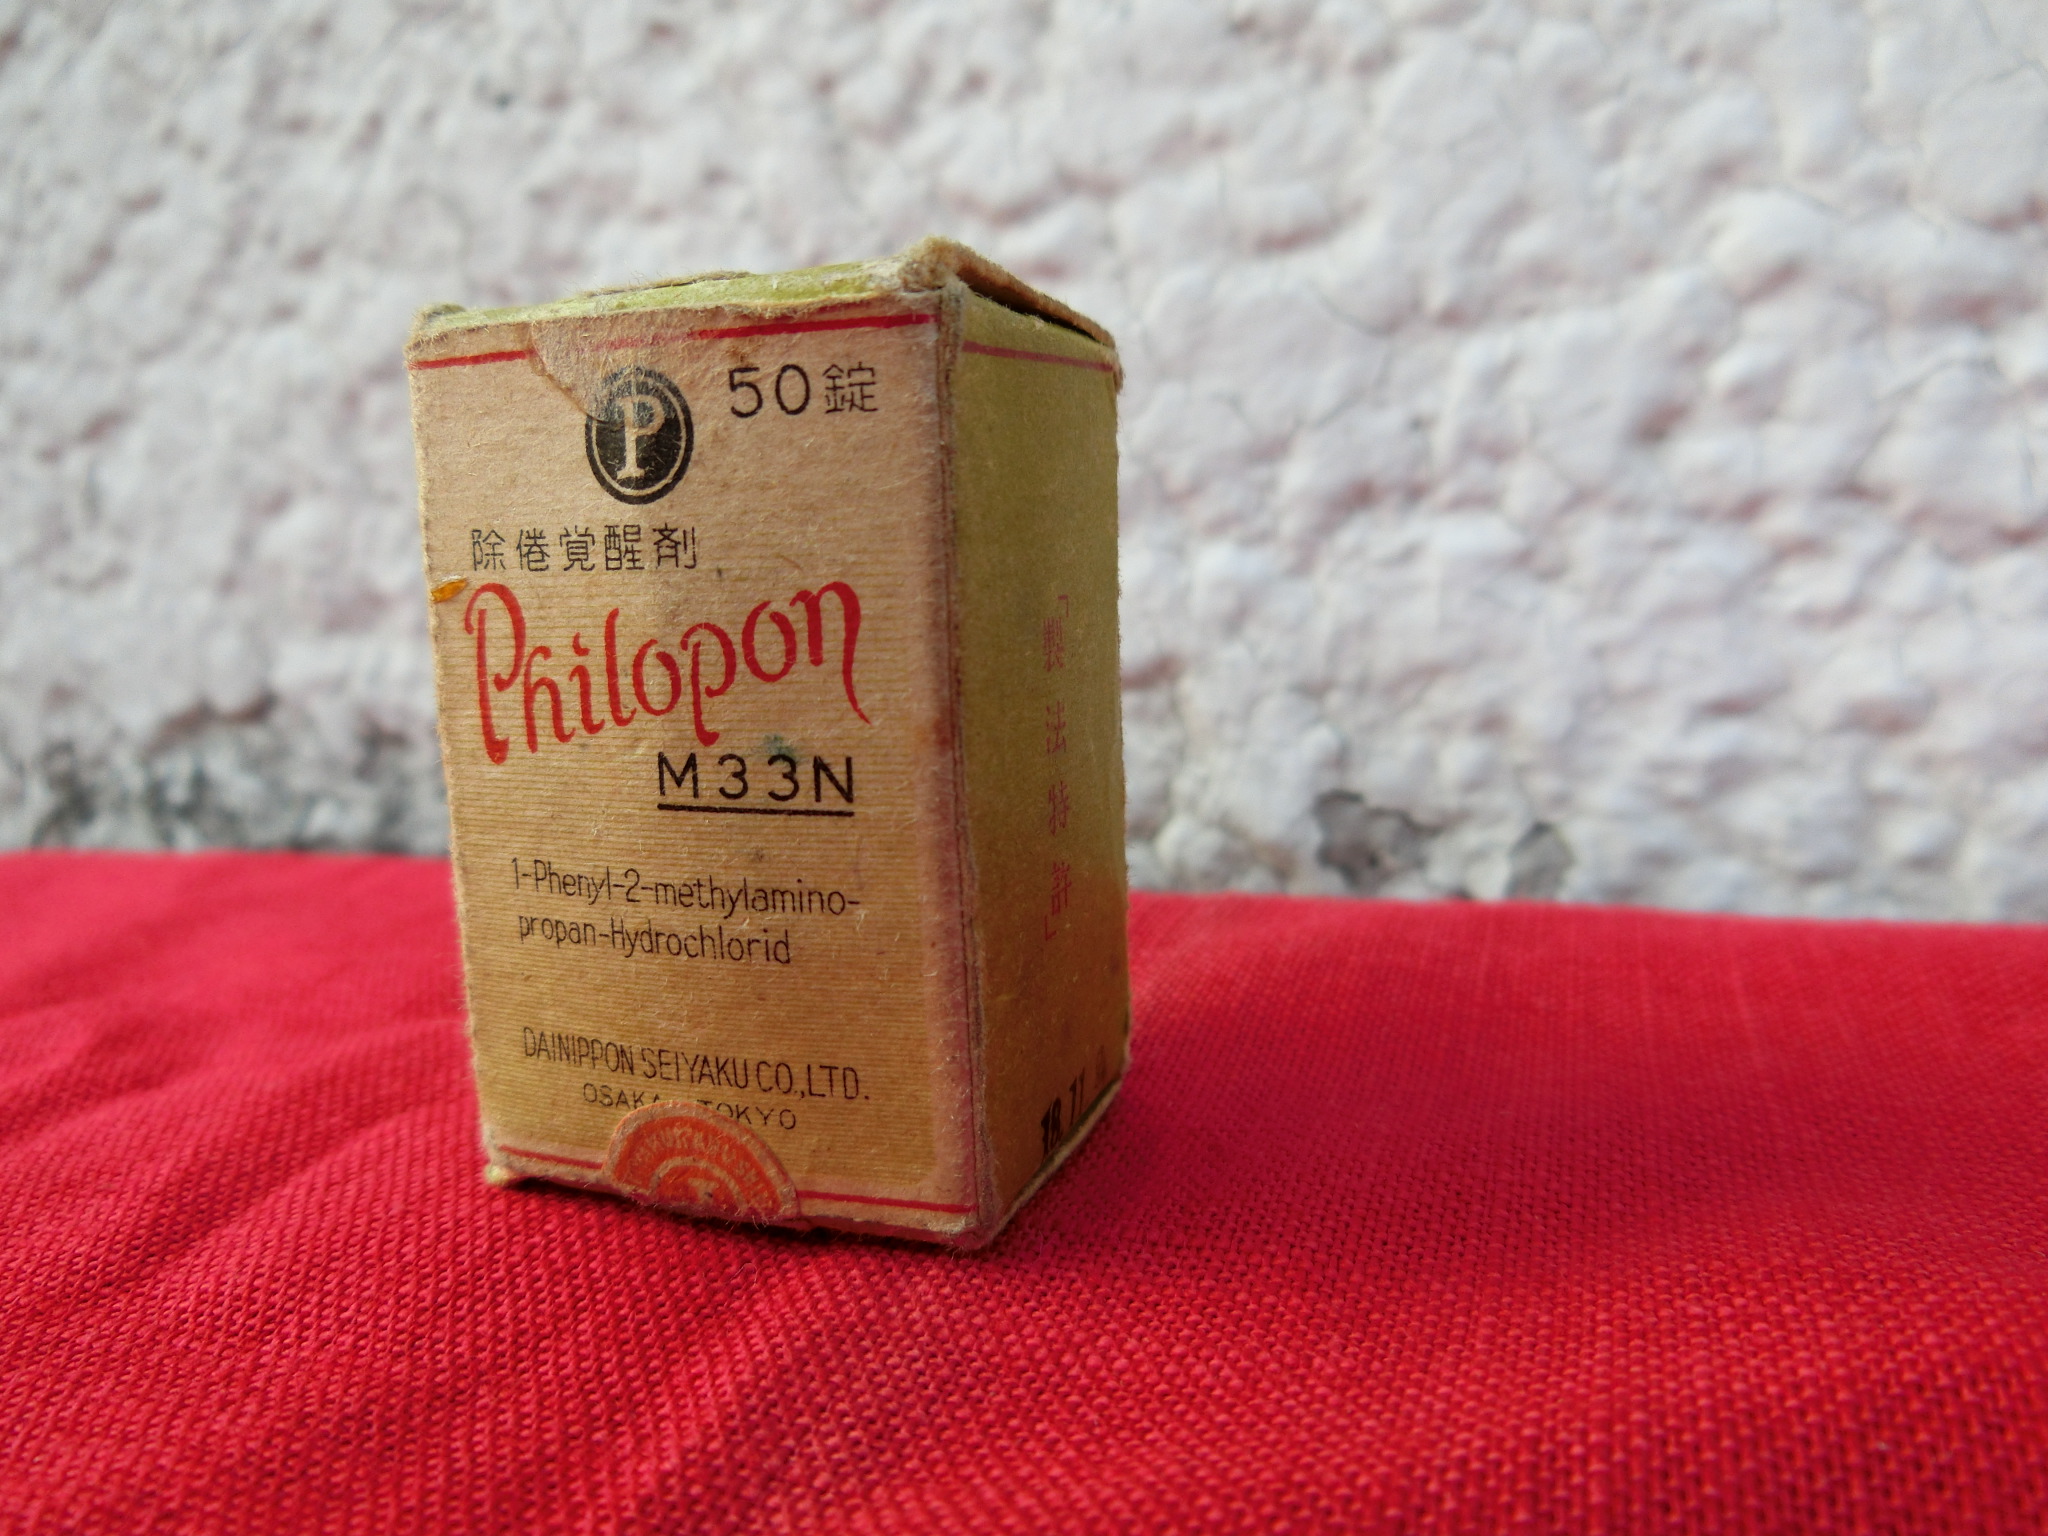 P
50錠
除倦覚醒剤
Philopon
M33N
1-Phenyl-2-methylamino-
propan-Hydrochlorid
DAINIPPON SEIYAKU CO.,LTD.
TOKYO
「製法特許」